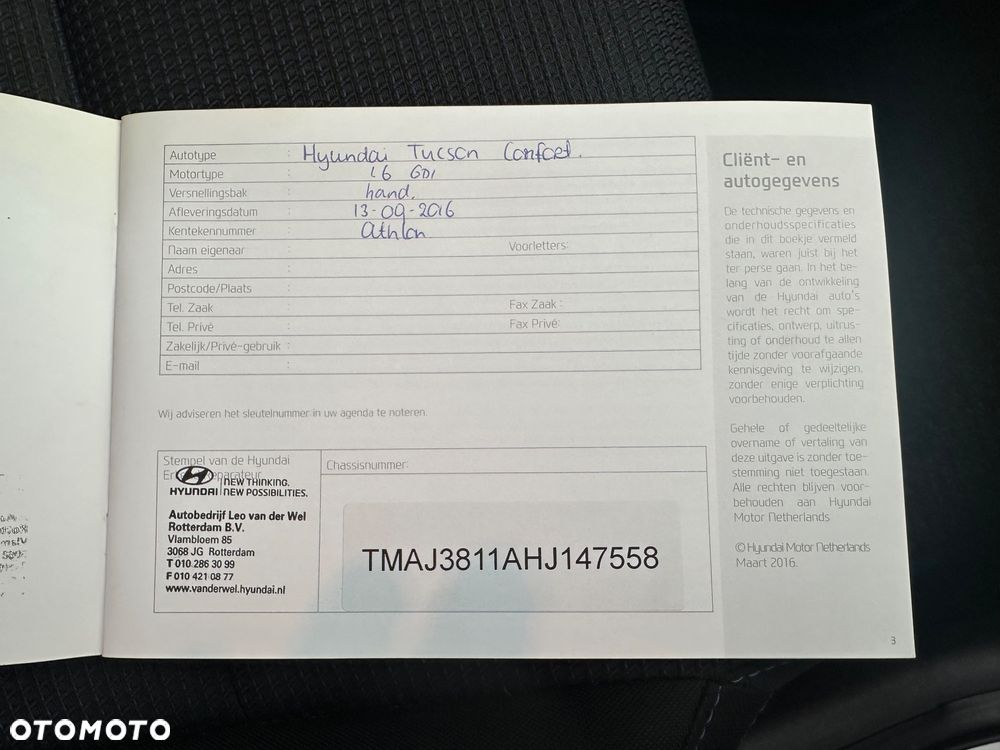 Autotype : Hyundai Tucson Comfort.
Motortype : 1.6 GDI
Versnellingsbak : hand.
Afleveringsdatum : 13-09-2016
Kentekennummer : Athlon
Naam eigenaar : Voorletters:
Adres :
Postcode/Plaats :
Tel. Zaak : Fax Zaak :
Tel. Privé : Fax Privé:
Zakelijk/Privé-gebruik :
E-mail :
Wij adviseren het sleutelnummer in uw agenda te noteren.
Stempel van de Hyundai
HYUNDAI
NEW THINKING.
NEW POSSIBILITIES.
Autobedrijf Leo van der Wel
Rotterdam B.V.
Vlambloem 85
3068 JG Rotterdam
T 010 286 30 99
F 010 421 08 77
www.vanderwel.hyundai.nl
Chassisnummer:
TMAJ3811AHJ147558
Cliënt- en
autogegevens
De technische gegevens en
onderhoudsspecificaties
die in dit boekje vermeld
staan, waren juist bij het
ter perse gaan. In het be-
lang van de ontwikkeling
van de Hyundai auto's
wordt het recht om spe-
cificaties, ontwerp, uitrus-
ting of onderhoud te allen
tijde zonder voorafgaande
kennisgeving te wijzigen,
zonder enige verplichting
voorbehouden.
Gehele of gedeeltelijke
overname of vertaling van
deze uitgave is zonder toe-
stemming niet toegestaan.
Alle rechten blijven voor-
behouden aan Hyundai
Motor Netherlands
© Hyundai Motor Netherlands
Maart 2016.
3
OTOMOTO